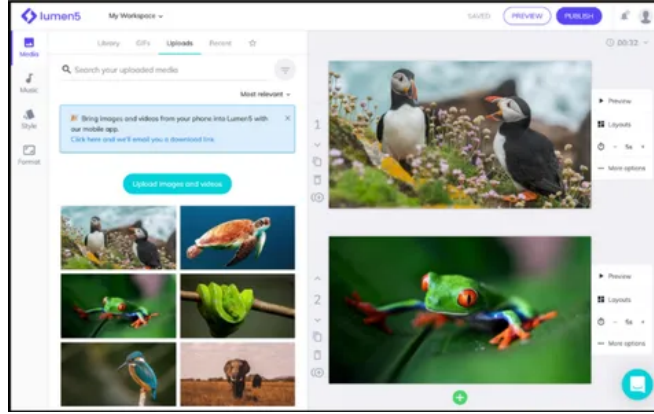 lumen5
My Workspace
SAVED
PREVIEW
PUBLISH
Media
Music
Style
Format
Library
GIFs
Uploads
Recent
Search your uploaded media
Most relevant
Bring images and videos from your phone into Lumen5 with
our mobile app.
Click here and we'll email you a download link.
Upload images and videos
00:32
1
Preview
Layouts
- 5s +
More options
2
Preview
Layouts
More options